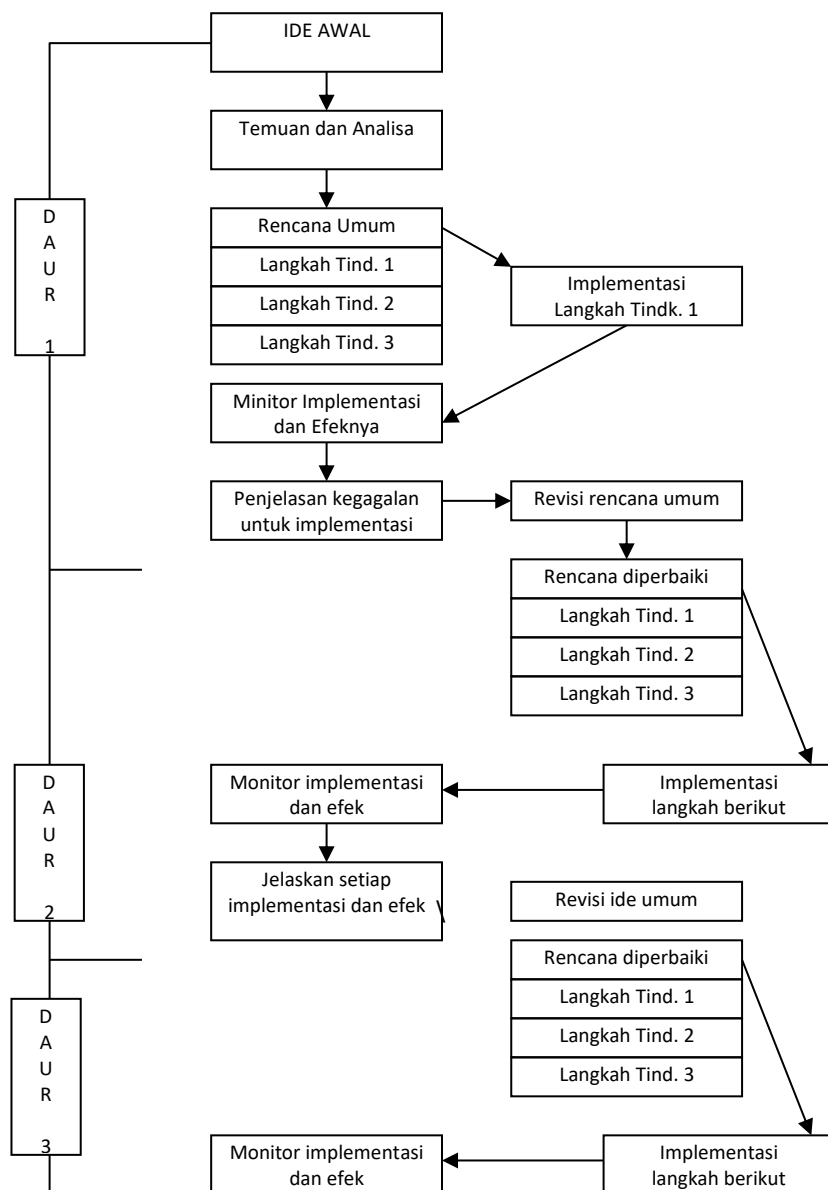 IDE AWAL
Temuan dan Analisa
D
A
U
R
1
Rencana Umum
Langkah Tind. 1
Langkah Tind. 2
Langkah Tind. 3
Implementasi
Langkah Tindk. 1
Minitor Implementasi
dan Efeknya
Penjelasan kegagalan
untuk implementasi
Revisi rencana umum
Rencana diperbaiki
Langkah Tind. 1
Langkah Tind. 2
Langkah Tind. 3
D
A
U
R
2
Monitor implementasi
dan efek
Implementasi
langkah berikut
Jelaskan setiap
implementasi dan efek
Revisi ide umum
Rencana diperbaiki
Langkah Tind. 1
Langkah Tind. 2
Langkah Tind. 3
D
A
U
R
3
Monitor implementasi
dan efek
Implementasi
langkah berikut